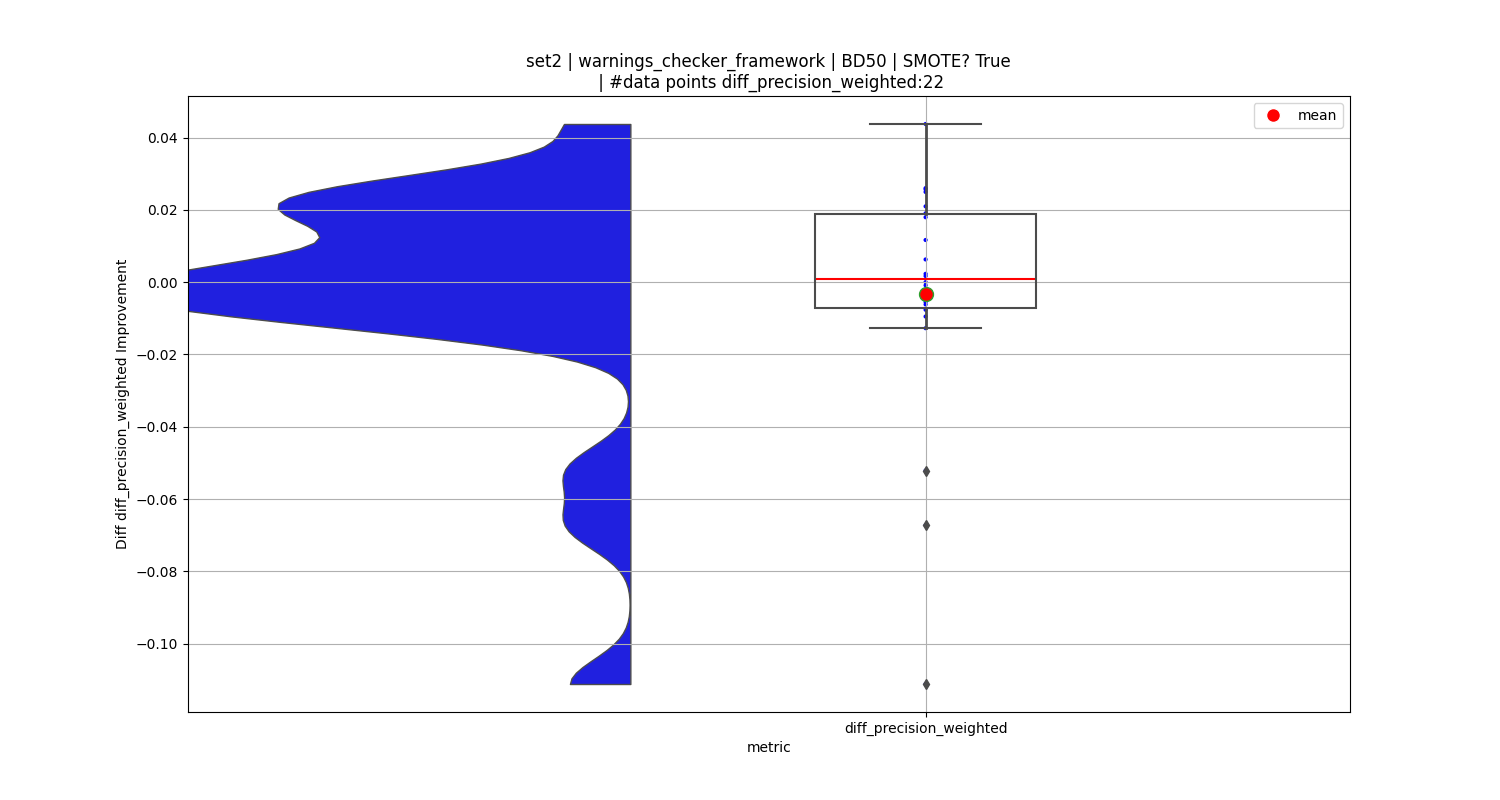 set2 | warnings_checker_framework | BD50 | SMOTE? True
| #data points diff_precision_weighted:22
mean
0.04
0.02
0.00
−0.02
−0.04
−0.06
−0.08
−0.10
Diff diff_precision_weighted Improvement
diff_precision_weighted
metric